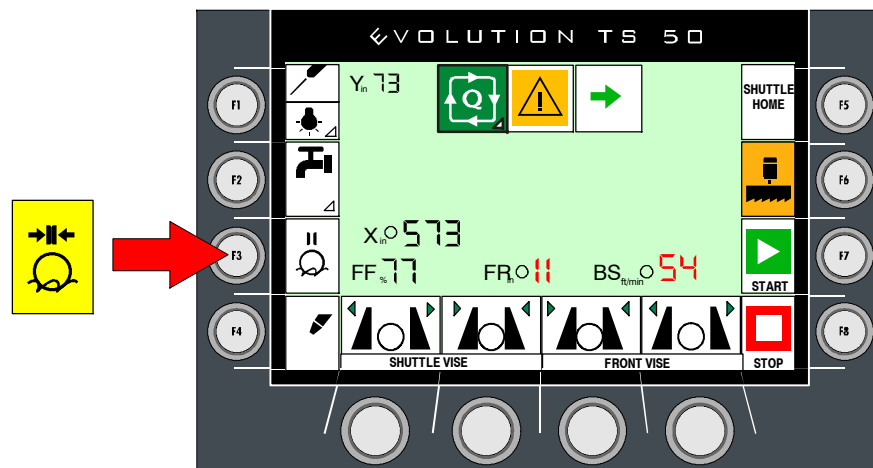 EVOLUTION TS 50
F1
F2
F3
F4
Yin 73
Q
SHUTTLE
HOME
Xin 573
FF% 77
FRin 11
BSft/min 54
START
STOP
SHUTTLE VISE
FRONT VISE
F5
F6
F7
F8